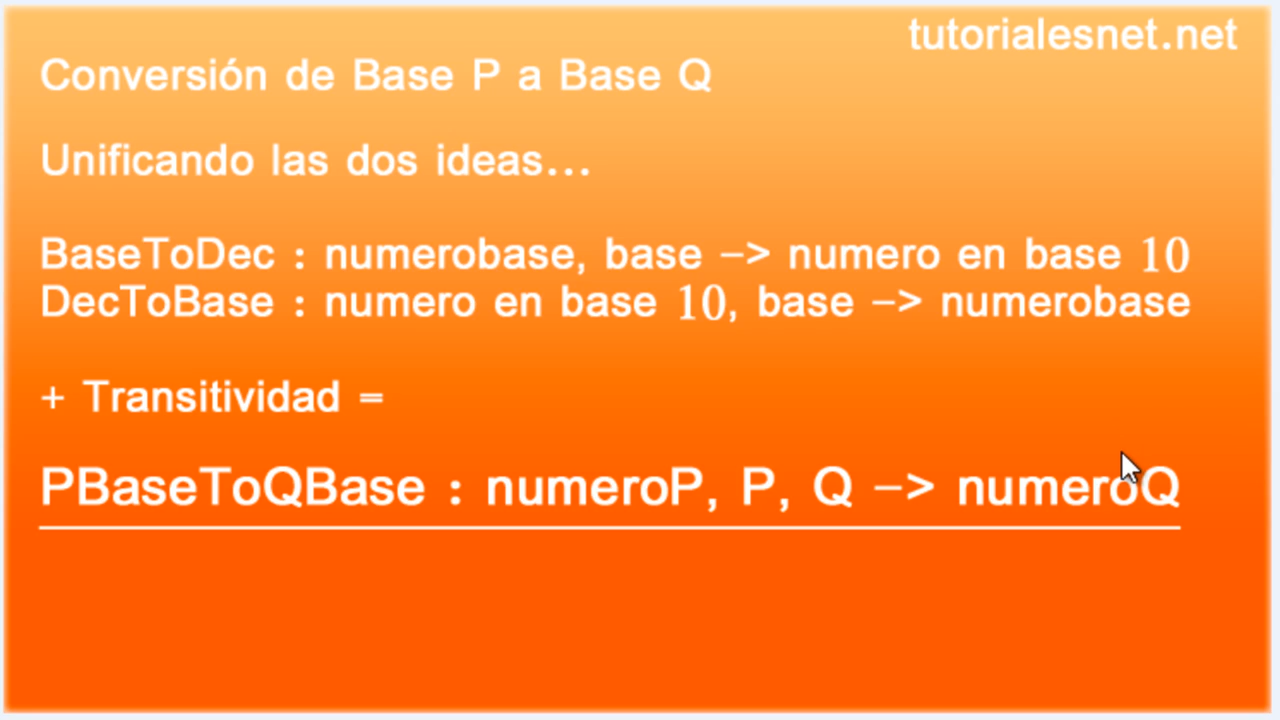 tutorialesnet.net
Conversión de Base P a Base Q
Unificando las dos ideas...
BaseToDec : numerobase, base -> numero en base 10
DecToBase : numero en base 10, base -> numerobase
+ Transitividad =
PBaseToQBase : numeroP, P, Q -> numeroQ